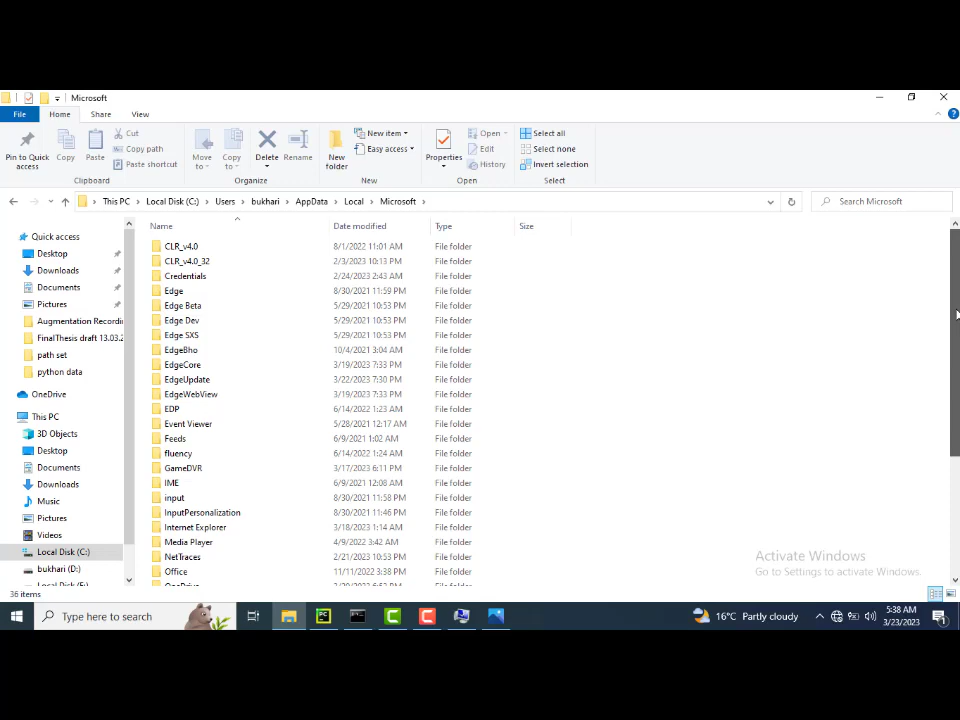 Microsoft
File Home Share View
Pin to Quick access
Copy
Paste
Cut
Copy path
Paste shortcut
Clipboard
Move to
Copy to
Delete
Rename
Organize
New folder
New item
Easy access
New
Properties
Open
Edit
History
Open
Select all
Select none
Invert selection
Select
This PC > Local Disk (C:) > Users > bukhari > AppData > Local > Microsoft >
Search Microsoft
Quick access
Desktop
Downloads
Documents
Pictures
Augmentation Recordi
FinalThesis draft 13.03.2
path set
python data
OneDrive
This PC
3D Objects
Desktop
Documents
Downloads
Music
Pictures
Videos
Local Disk (C:)
bukhari (D:)
Name Date modified Type Size
CLR_v4.0 8/1/2022 11:01 AM File folder
CLR_v4.0_32 2/3/2023 10:13 PM File folder
Credentials 2/24/2023 2:43 AM File folder
Edge 8/30/2021 11:59 PM File folder
Edge Beta 5/29/2021 10:53 PM File folder
Edge Dev 5/29/2021 10:53 PM File folder
Edge SXS 5/29/2021 10:53 PM File folder
EdgeBho 10/4/2021 3:04 AM File folder
EdgeCore 3/19/2023 7:33 PM File folder
EdgeUpdate 3/22/2023 7:30 PM File folder
EdgeWebView 3/19/2023 7:33 PM File folder
EDP 6/14/2022 1:23 AM File folder
Event Viewer 5/28/2021 12:17 AM File folder
Feeds 6/9/2021 1:02 AM File folder
fluency 6/14/2022 1:24 AM File folder
GameDVR 3/17/2023 6:11 PM File folder
IME 6/9/2021 12:08 AM File folder
input 8/30/2021 11:58 PM File folder
InputPersonalization 8/30/2021 11:46 PM File folder
Internet Explorer 3/18/2023 1:14 AM File folder
Media Player 4/9/2022 3:42 AM File folder
NetTraces 2/21/2023 10:53 PM File folder
Office 11/11/2022 3:38 PM File folder
Activate Windows
Go to Settings to activate Windows.
36 items
Type here to search
16°C Partly cloudy
5:38 AM
3/23/2023